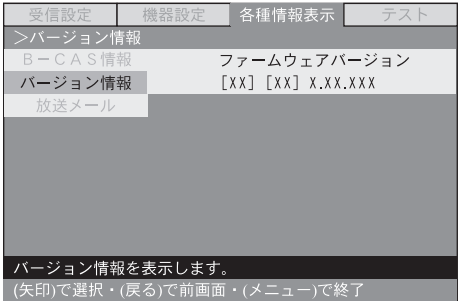 受信設定 機器設定 各種情報表示 テスト
＞バージョン情報
Ｂ－ＣＡＳ情報 ファームウェアバージョン
バージョン情報 [XX] [XX] X.XX.XXX
放送メール
バージョン情報を表示します。
(矢印)で選択・(戻る)で前画面・(メニュー)で終了